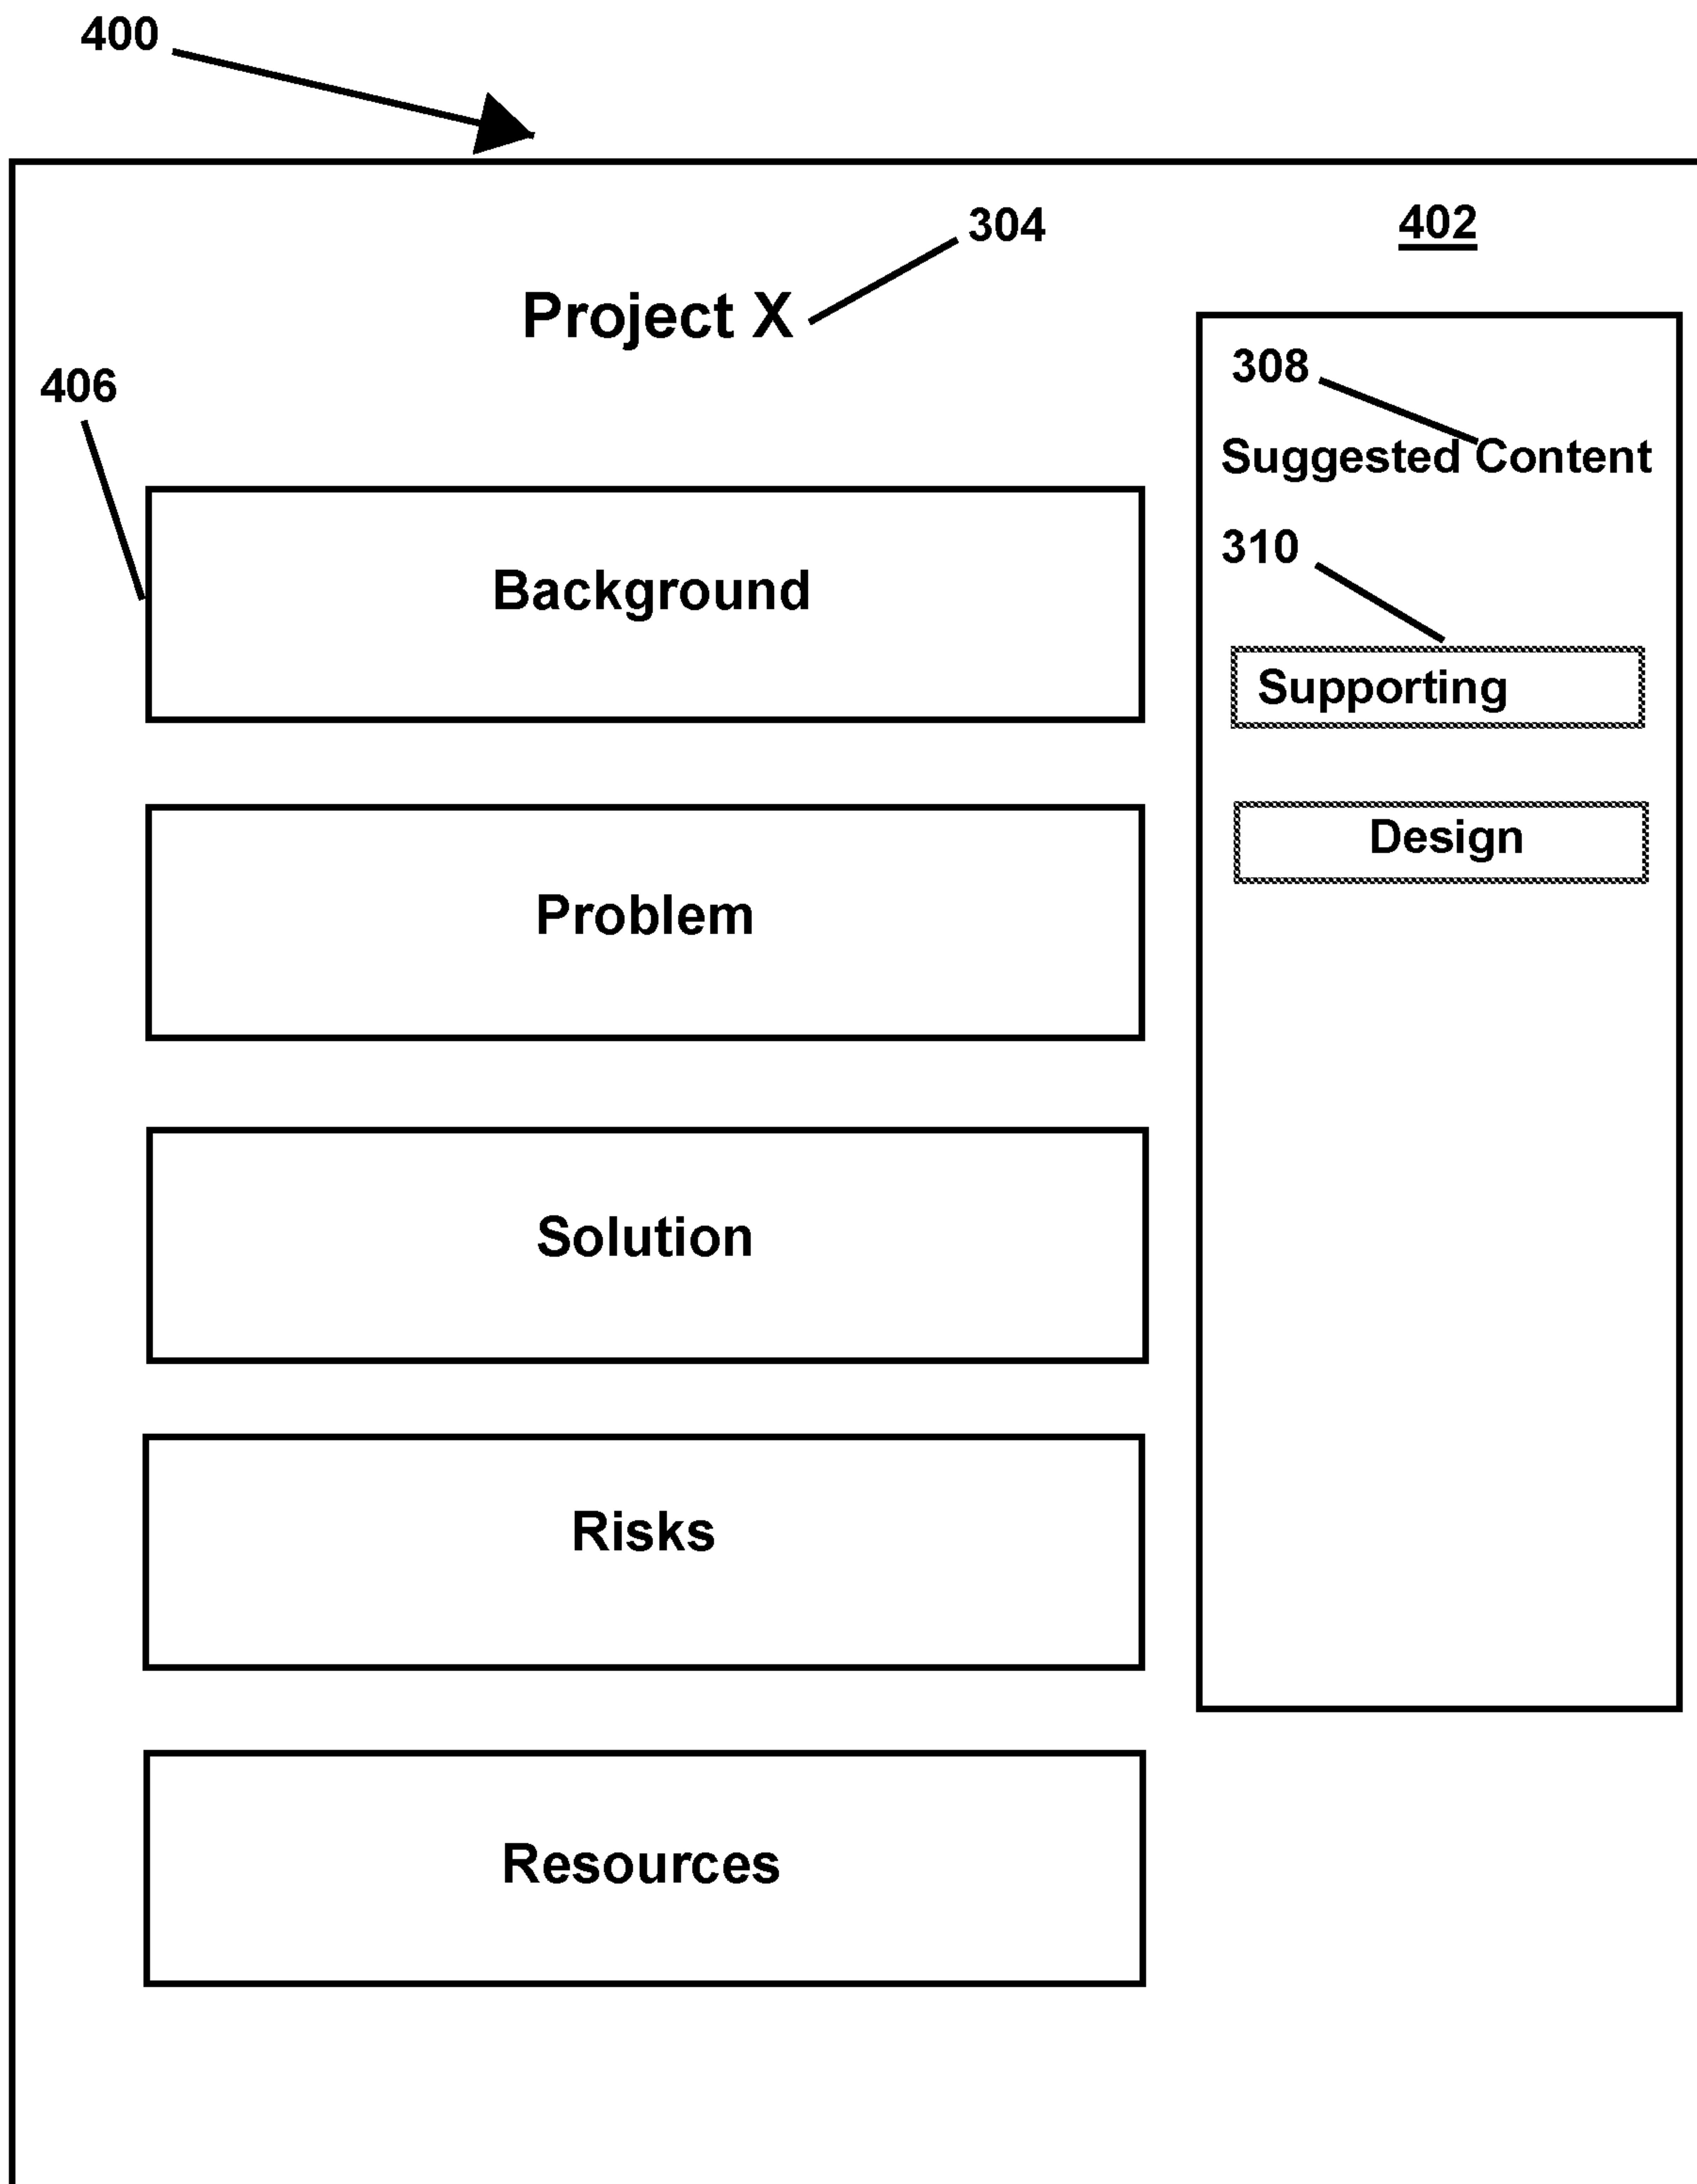 400
304
402
Project X
406
308
Suggested Content
310
Background
Supporting
Design
Problem
Solution
Risks
Resources